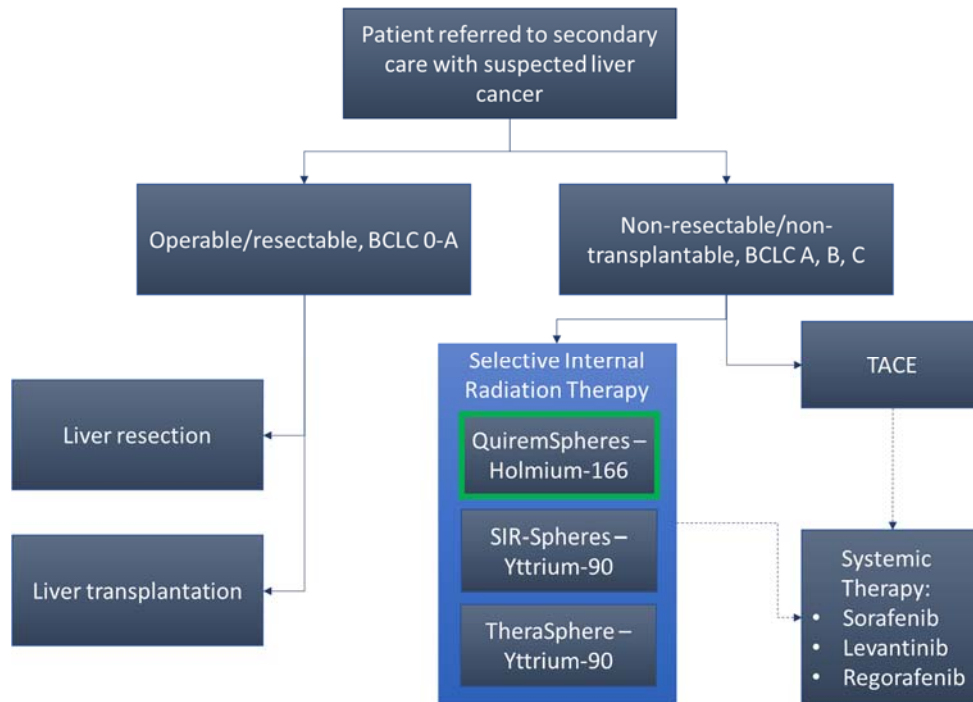 Patient referred to secondary
care with suspected liver
cancer
Operable/resectable, BCLC 0-A
Non-resectable/non-
transplantable, BCLC A, B, C
Selective Internal
Radiation Therapy
TACE
QuiremSpheres –
Holmium-166
Liver resection
SIR-Spheres –
Yttrium-90
Liver transplantation
TheraSphere –
Yttrium-90
Systemic
Therapy:
• Sorafenib
• Levantinib
• Regorafenib